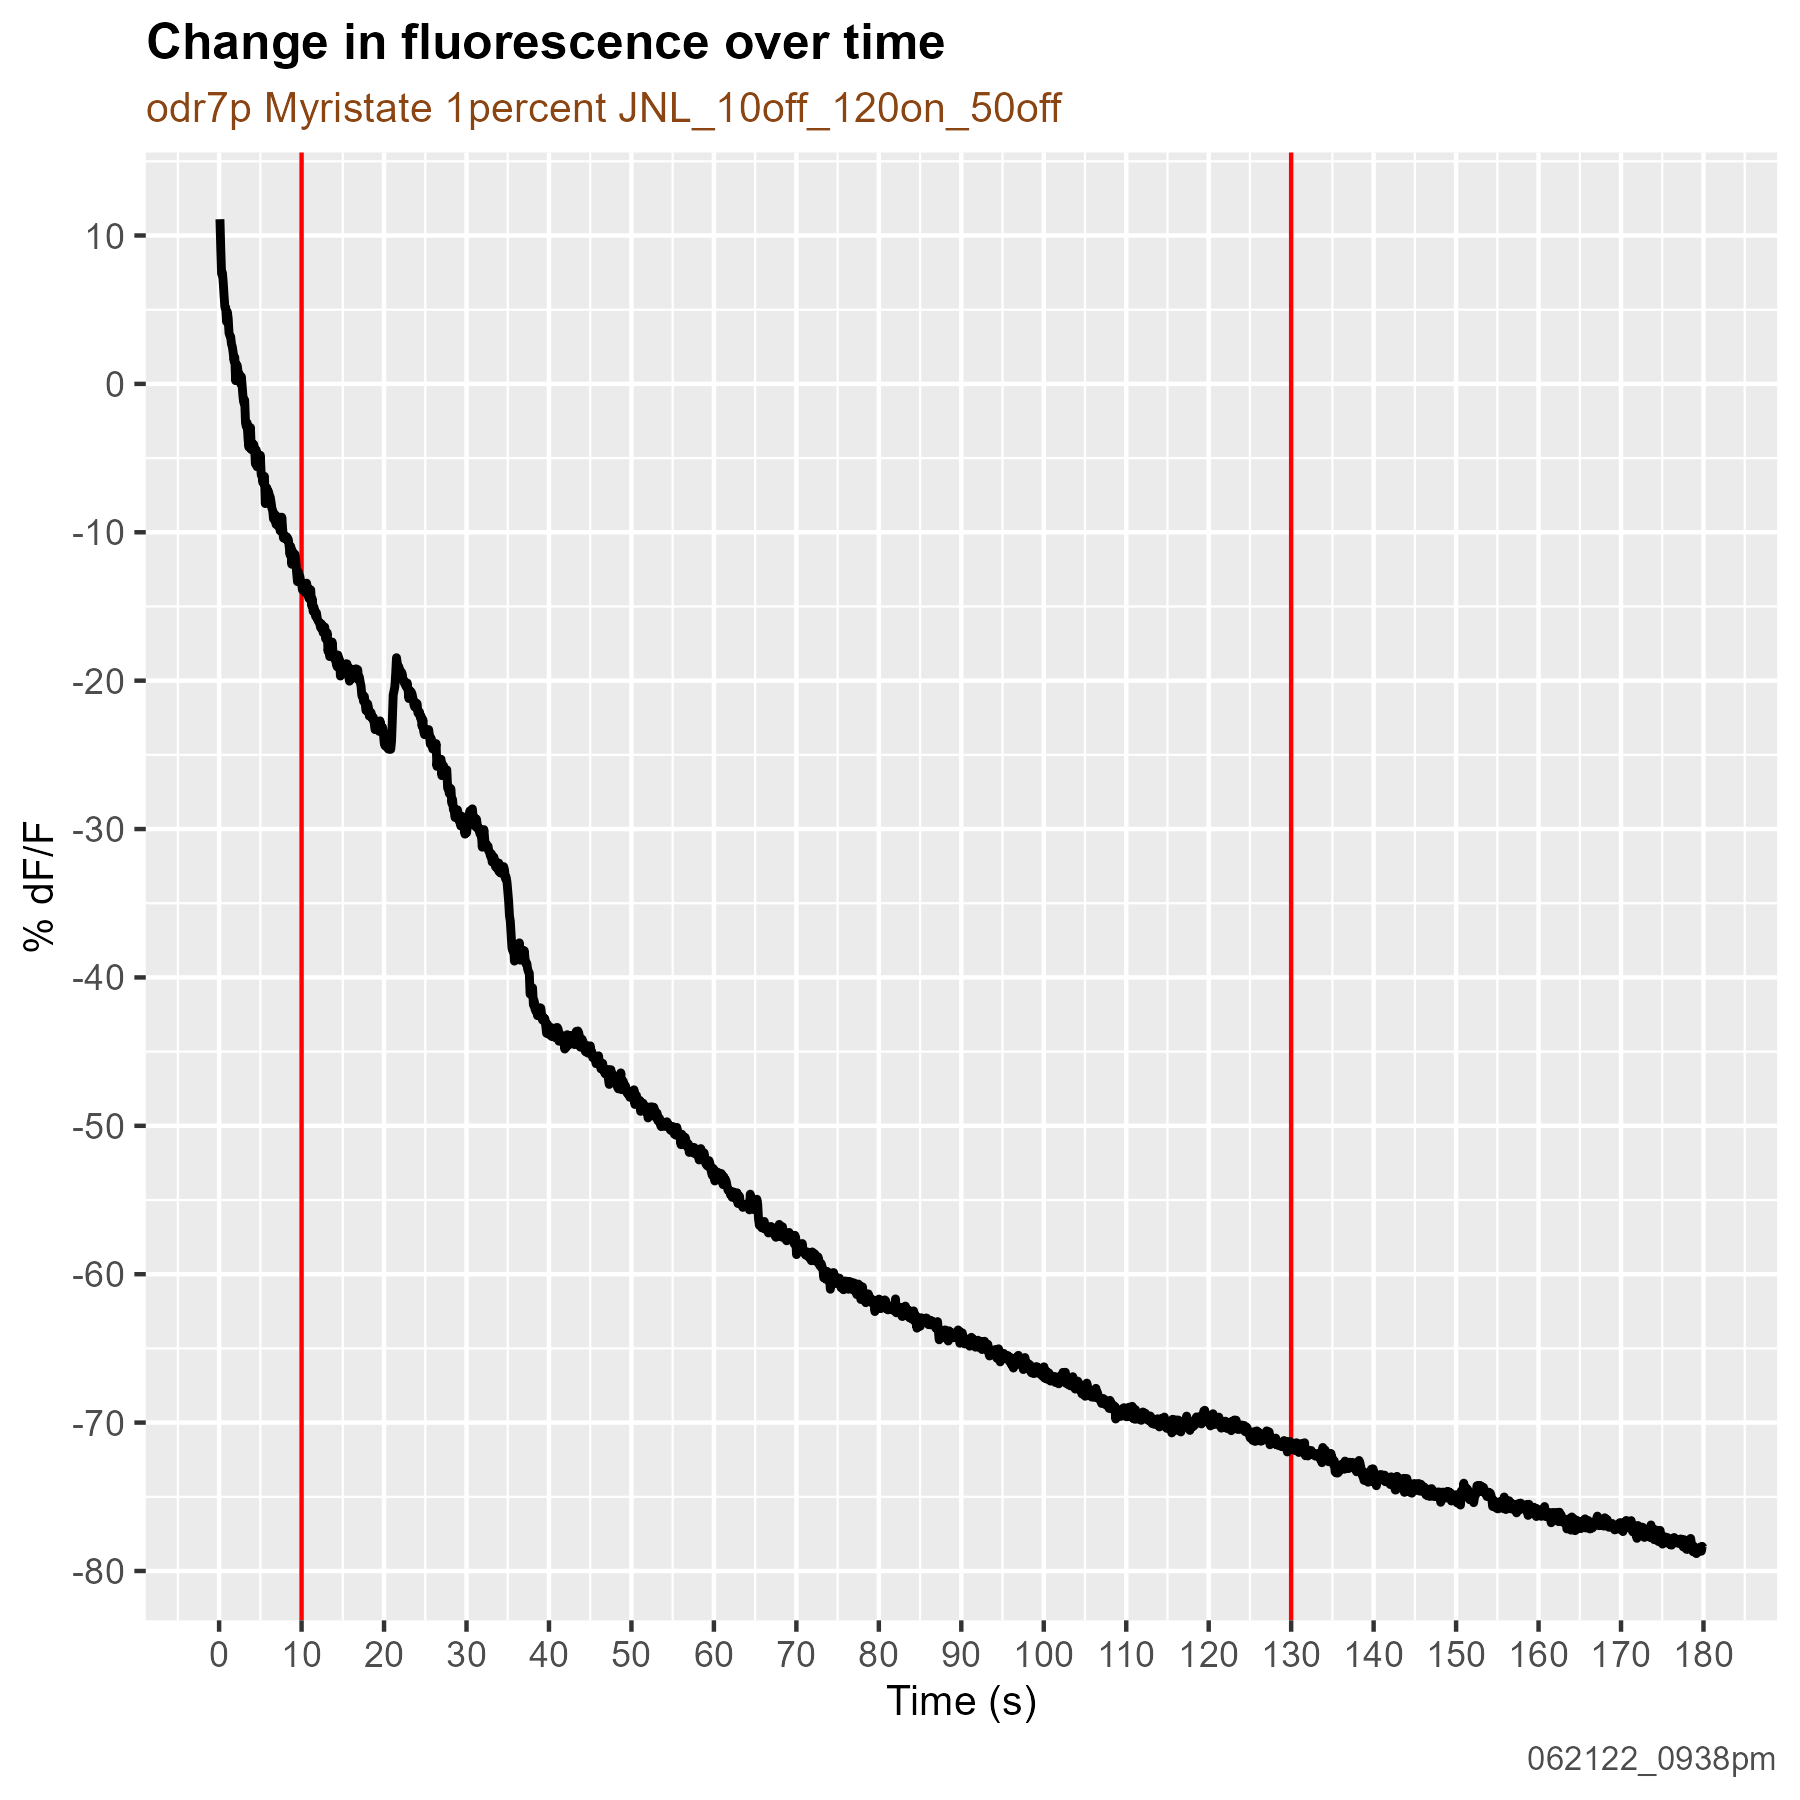 Change in fluorescence over time
odr7p Myristate 1percent JNL_10off_120on_50off
% dF/F
10
0
-10
-20
-30
-40
-50
-60
-70
-80
0 10 20 30 40 50 60 70 80 90 100 110 120 130 140 150 160 170 180
Time (s)
062122_0938pm